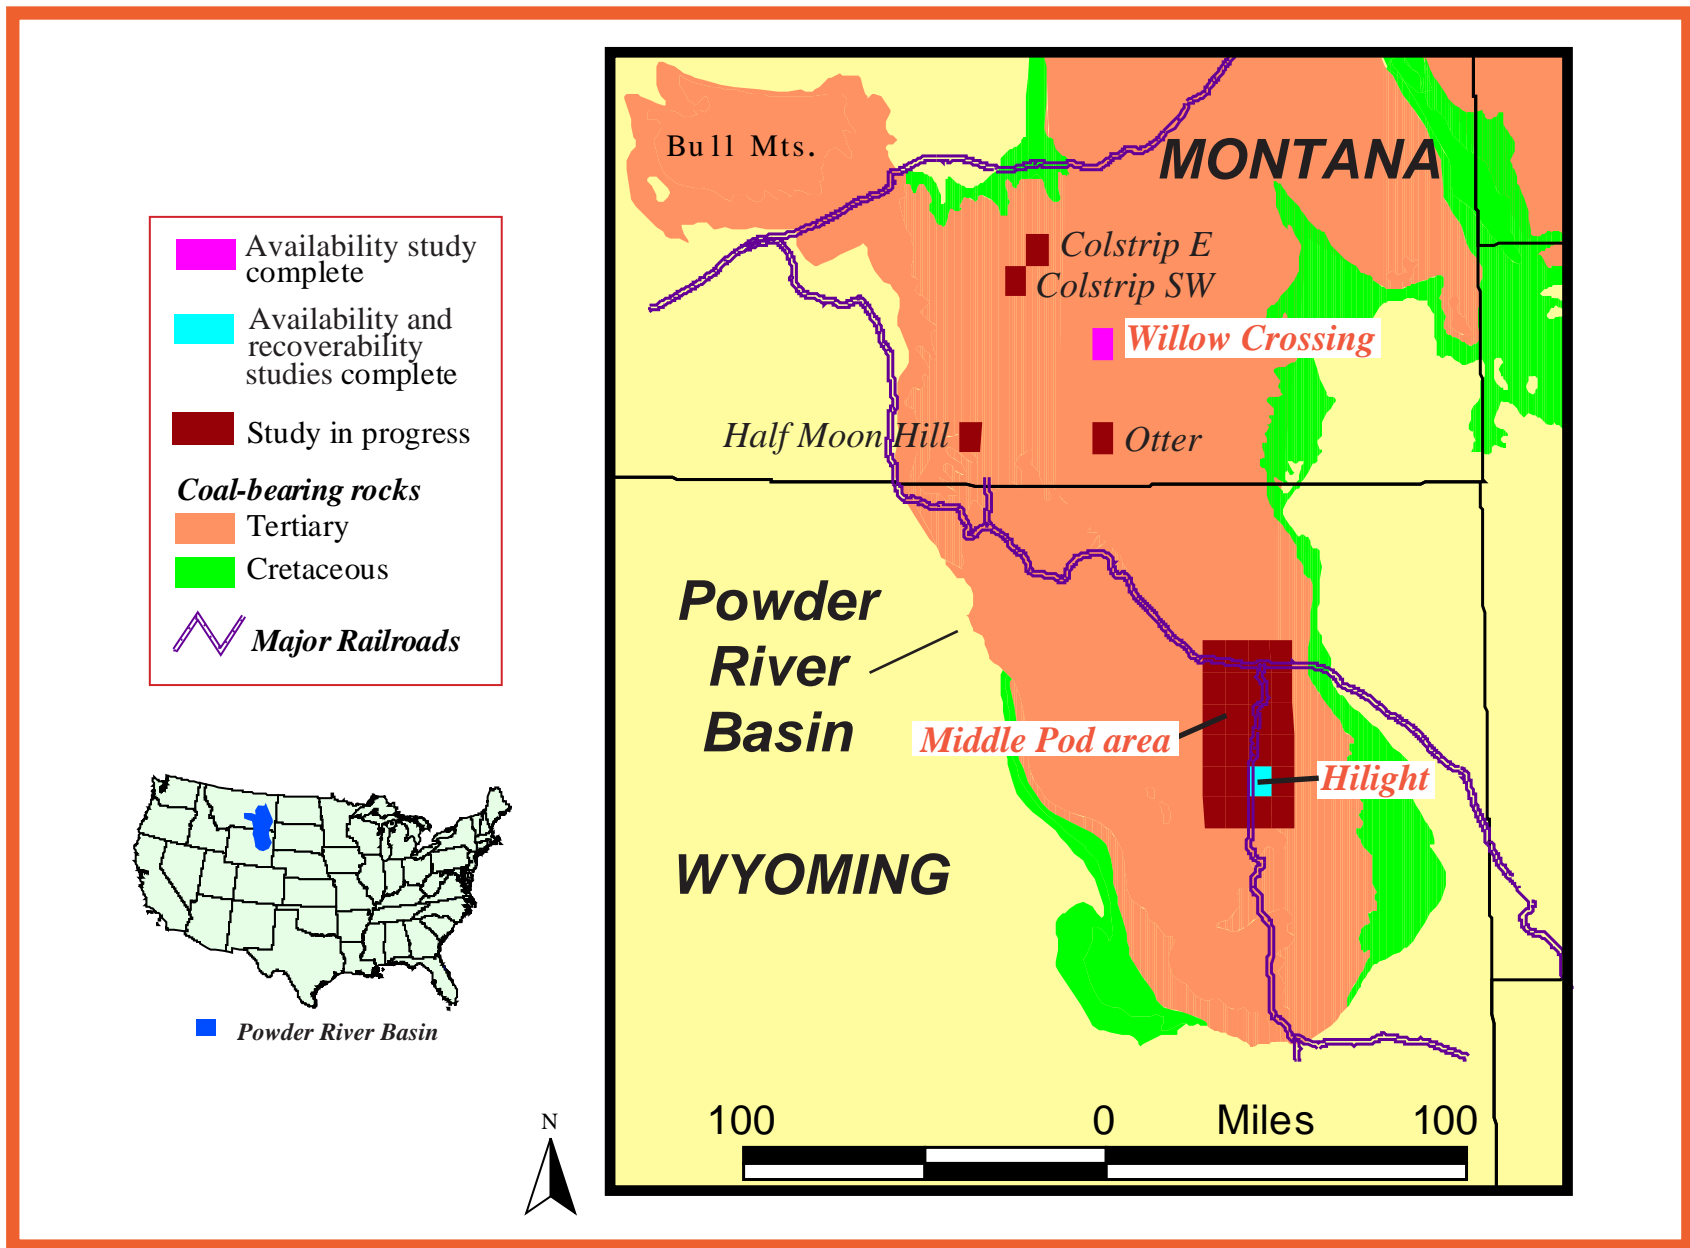 Bull Mts.
MONTANA
Colstrip E
Colstrip SW
Willow Crossing
Half Moon Hill
Otter
Availability study
complete
Availability and
recoverability
studies complete
Study in progress
Coal-bearing rocks
Tertiary
Cretaceous
Major Railroads
Powder
River
Basin
Middle Pod area
Hilight
WYOMING
Powder River Basin
N
100 0 Miles 100